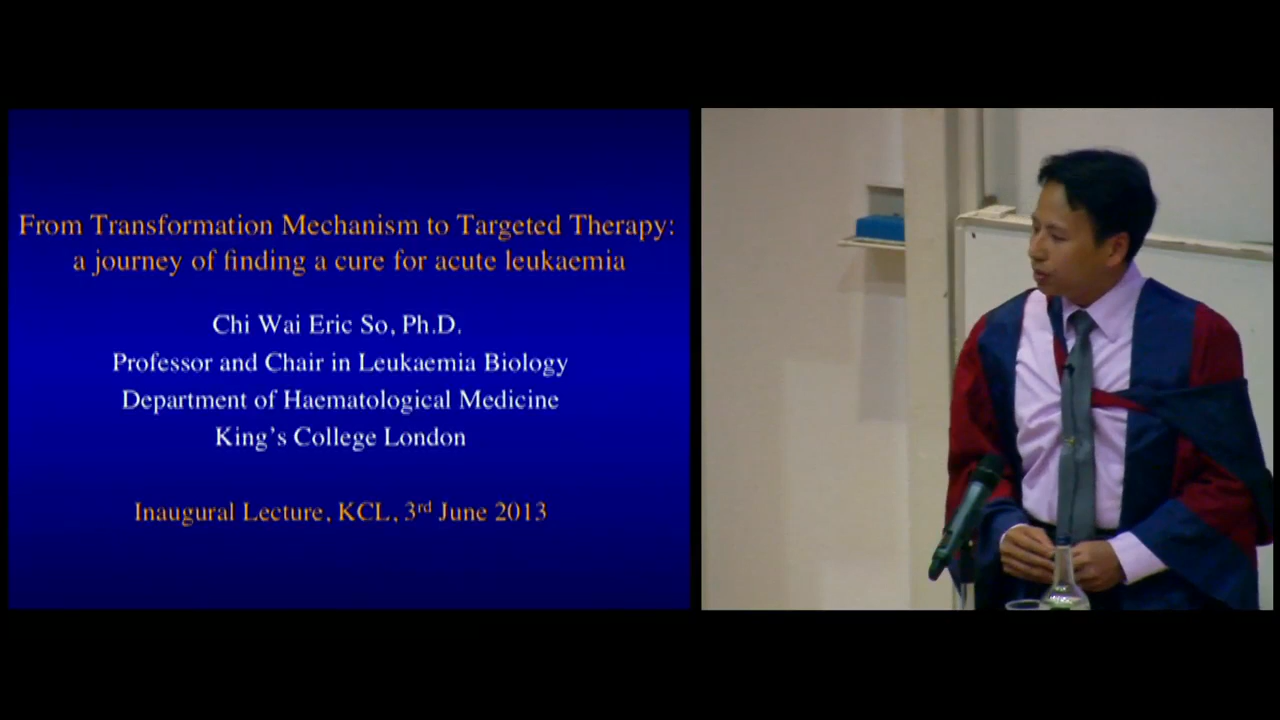 From Transformation Mechanism to Targeted Therapy:
a journey of finding a cure for acute leukaemia
Chi Wai Eric So, Ph.D.
Professor and Chair in Leukaemia Biology
Department of Haematological Medicine
King's College London
Inaugural Lecture, KCL, 3rd June 2013